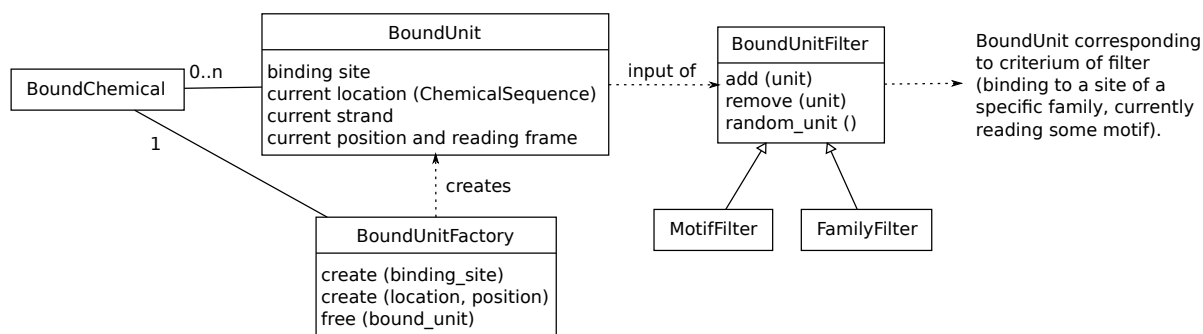 BoundUnit
binding site
current location (ChemicalSequence)
current strand
current position and reading frame
BoundChemical
0..n
1
creates
BoundUnitFactory
create (binding_site)
create (location, position)
free (bound_unit)
input of
BoundUnitFilter
add (unit)
remove (unit)
random_unit ()
MotifFilter
FamilyFilter
BoundUnit corresponding
to criterium of filter
(binding to a site of a
specific family, currently
reading some motif).